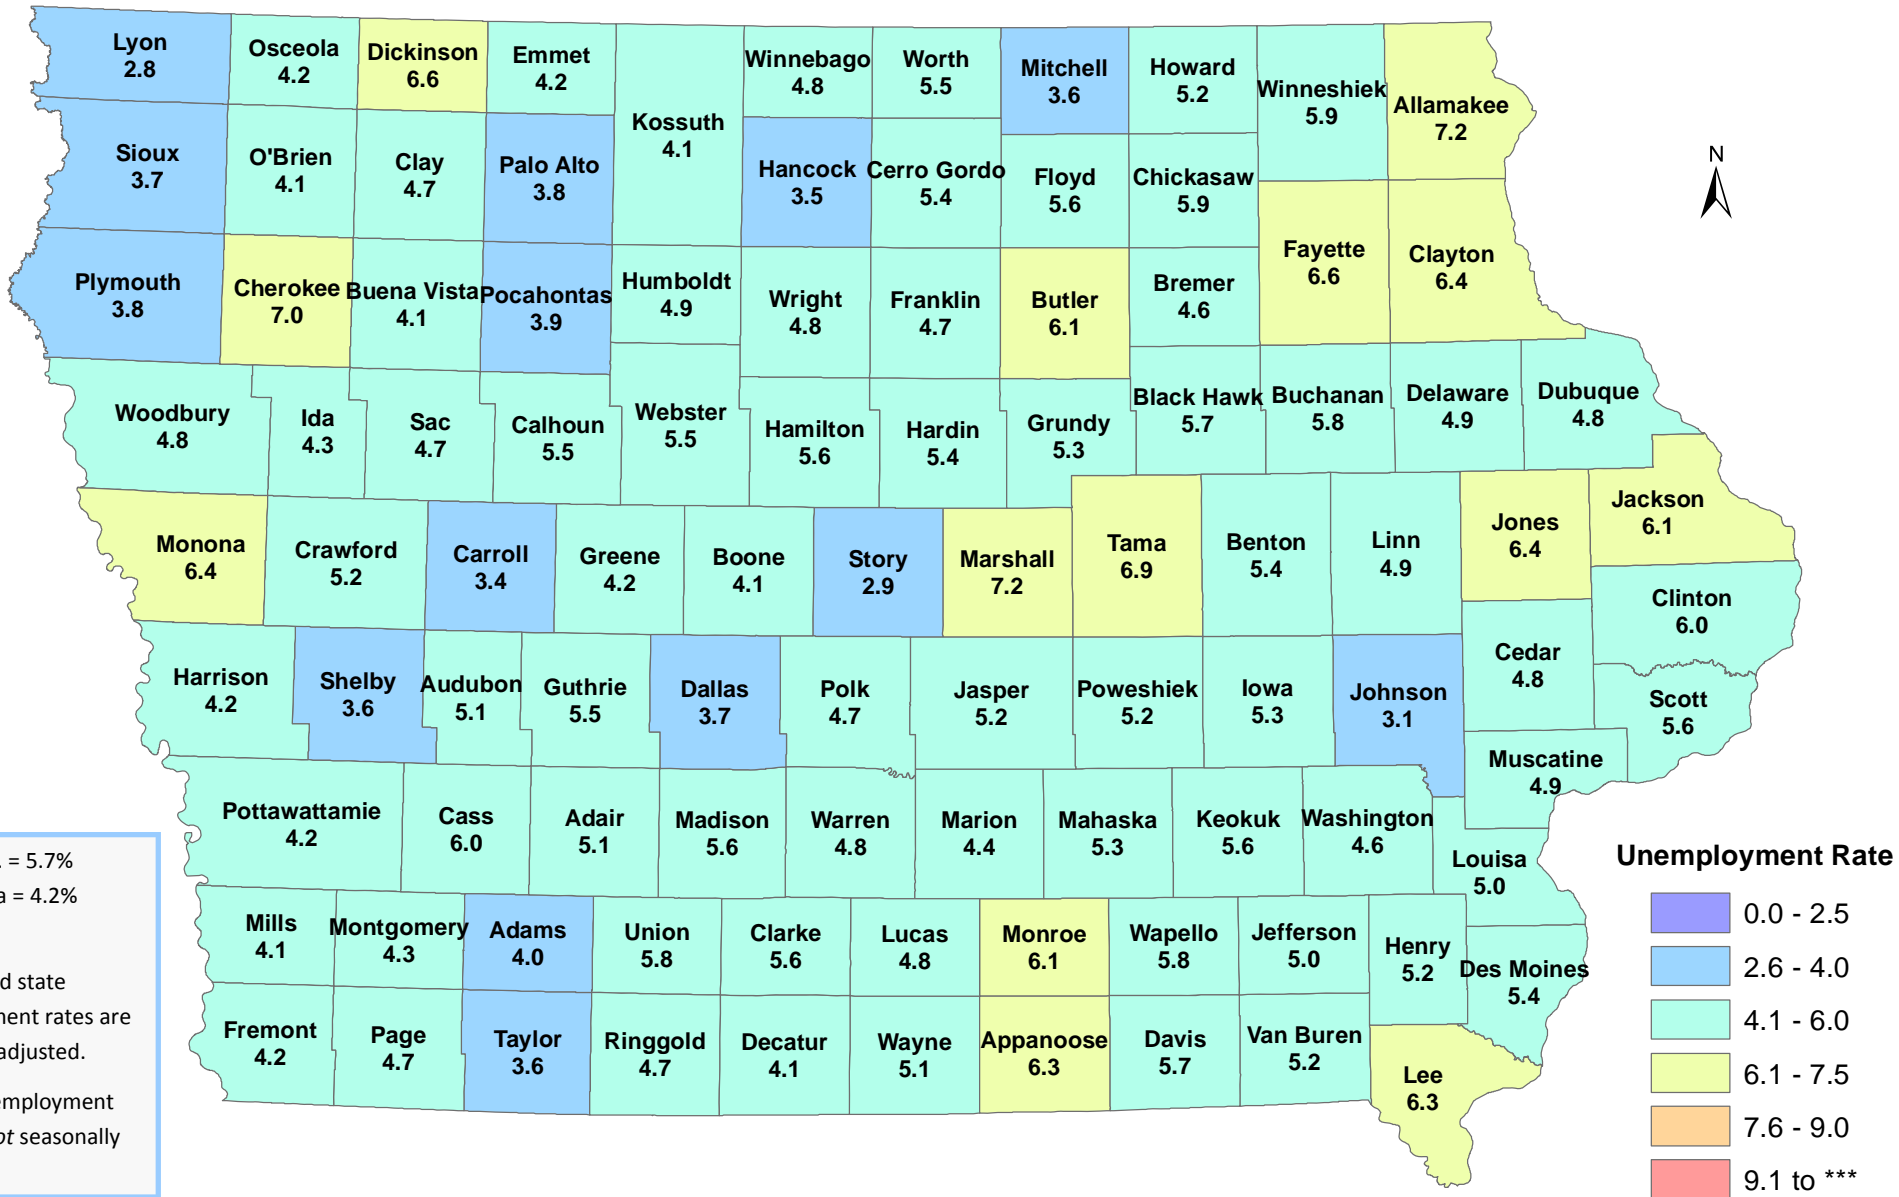 Lyon
2.8
Osceola
4.2
Dickinson
6.6
Emmet
4.2
Kossuth
4.1
Winnebago
4.8
Worth
5.5
Mitchell
3.6
Howard
5.2
Winneshiek
5.9
Allamakee
7.2
N
Sioux
3.7
O'Brien
4.1
Clay
4.7
Palo Alto
3.8
Hancock
3.5
Cerro Gordo
5.4
Floyd
5.6
Chickasaw
5.9
Plymouth
3.8
Cherokee
7.0
Buena Vista
4.1
Pocahontas
3.9
Humboldt
4.9
Wright
4.8
Franklin
4.7
Butler
6.1
Bremer
4.6
Fayette
6.6
Clayton
6.4
Woodbury
4.8
Ida
4.3
Sac
4.7
Calhoun
5.5
Webster
5.5
Hamilton
5.6
Hardin
5.4
Grundy
5.3
Black Hawk
5.7
Buchanan
5.8
Delaware
4.9
Dubuque
4.8
Monona
6.4
Crawford
5.2
Carroll
3.4
Greene
4.2
Boone
4.1
Story
2.9
Marshall
7.2
Tama
6.9
Benton
5.4
Linn
4.9
Jones
6.4
Jackson
6.1
Clinton
6.0
Harrison
4.2
Shelby
3.6
Audubon
5.1
Guthrie
5.5
Dallas
3.7
Polk
4.7
Jasper
5.2
Poweshiek
5.2
Iowa
5.3
Johnson
3.1
Cedar
4.8
Scott
5.6
Muscatine
4.9
Pottawattamie
4.2
Cass
6.0
Adair
5.1
Madison
5.6
Warren
4.8
Marion
4.4
Mahaska
5.3
Keokuk
5.6
Washington
4.6
Louisa
5.0
Mills
4.1
Montgomery
4.3
Adams
4.0
Union
5.8
Clarke
5.6
Lucas
4.8
Monroe
6.1
Wapello
5.8
Jefferson
5.0
Henry
5.2
Des Moines
5.4
Fremont
4.2
Page
4.7
Taylor
3.6
Ringgold
4.7
Decatur
4.1
Wayne
5.1
Appanoose
6.3
Davis
5.7
Van Buren
5.2
Lee
6.3
. = 5.7%
a = 4.2%
d state
ment rates are
adjusted.
employment
ot seasonally
Unemployment Rate
0.0 - 2.5
2.6 - 4.0
4.1 - 6.0
6.1 - 7.5
7.6 - 9.0
9.1 to ***